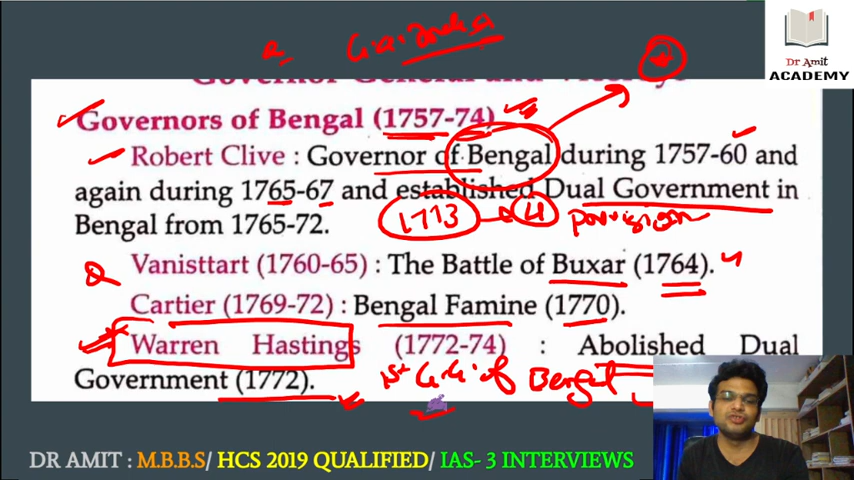 Dr Amit
ACADEMY
Governor General and
Governors of Bengal (1757-74)
Robert Clive : Governor of Bengal during 1757-60 and
again during 1765-67 and established Dual Government in
1773 provision
Bengal from 1765-72.
Vanisttart (1760-65) : The Battle of Buxar (1764).
Cartier (1769-72) : Bengal Famine (1770).
Warren Hastings (1772-74) : Abolished Dual
Government (1772). 1st G.G. of Bengal
DR AMIT : M.B.B.S/ HCS 2019 QUALIFIED/ IAS- 3 INTERVIEWS